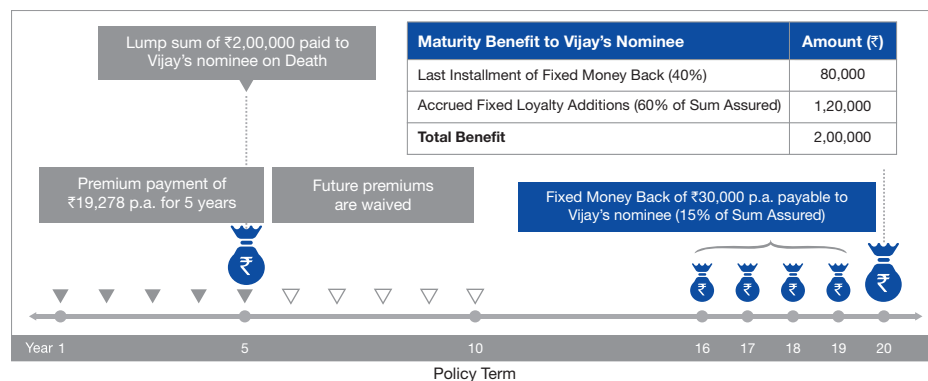 Lump sum of ₹2,00,000 paid to
Vijay's nominee on Death
Maturity Benefit to Vijay's Nominee Amount (₹)
Last Installment of Fixed Money Back (40%) 80,000
Accrued Fixed Loyalty Additions (60% of Sum Assured) 1,20,000
Total Benefit 2,00,000
Premium payment of
₹19,278 p.a. for 5 years
Future premiums
are waived
Fixed Money Back of ₹30,000 p.a. payable to
Vijay's nominee (15% of Sum Assured)
₹ ₹ ₹ ₹ ₹ ₹
Year 1 5 10 16 17 18 19 20
Policy Term